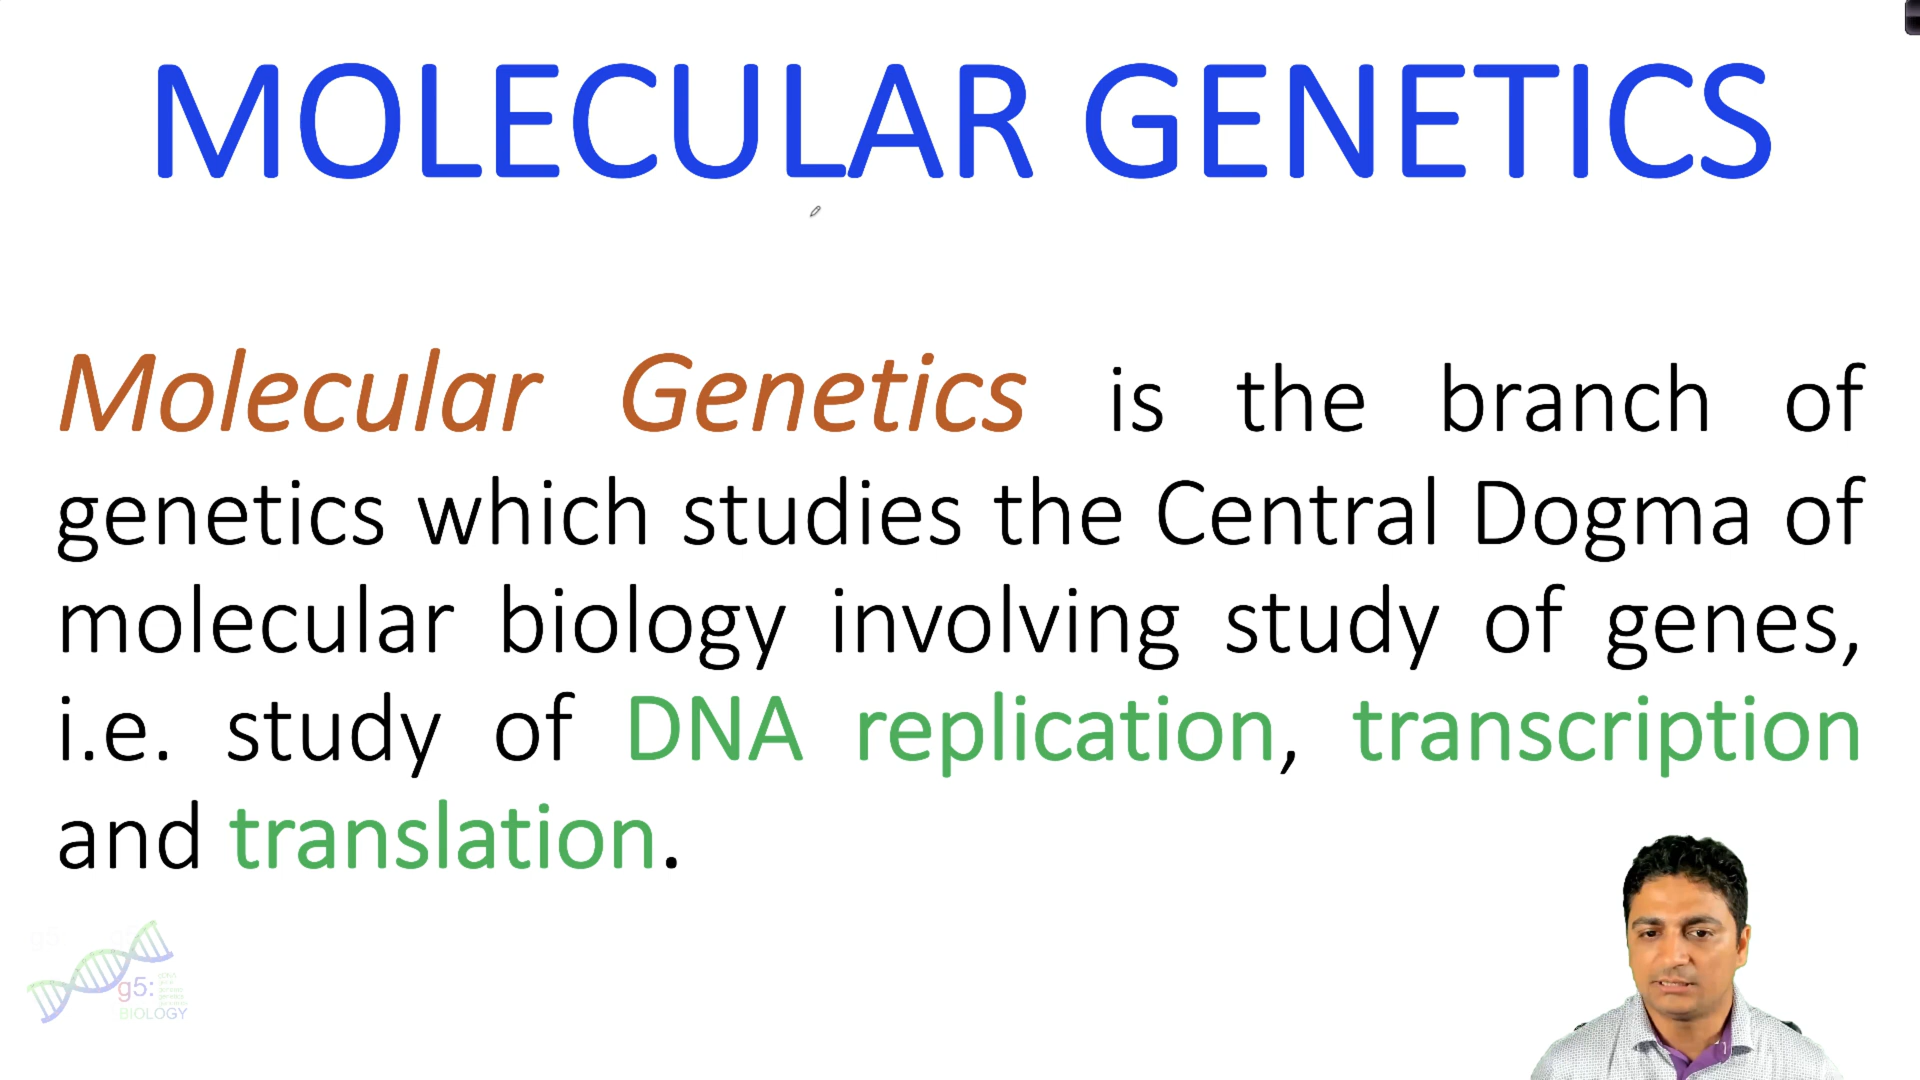 MOLECULAR GENETICS
Molecular Genetics is the branch of
genetics which studies the Central Dogma of
molecular biology involving study of genes,
i.e. study of DNA replication, transcription
and translation.
g5:
BIOLOGY